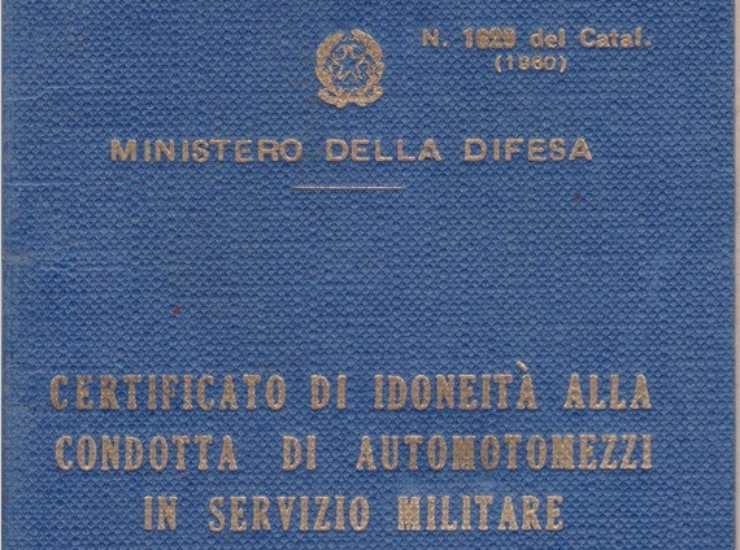 N. 1629 del Catal.
(1960)
MINISTERO DELLA DIFESA
CERTIFICATO DI IDONEITÀ ALLA
CONDOTTA DI AUTOMOTOMEZZI
IN SERVIZIO MILITARE